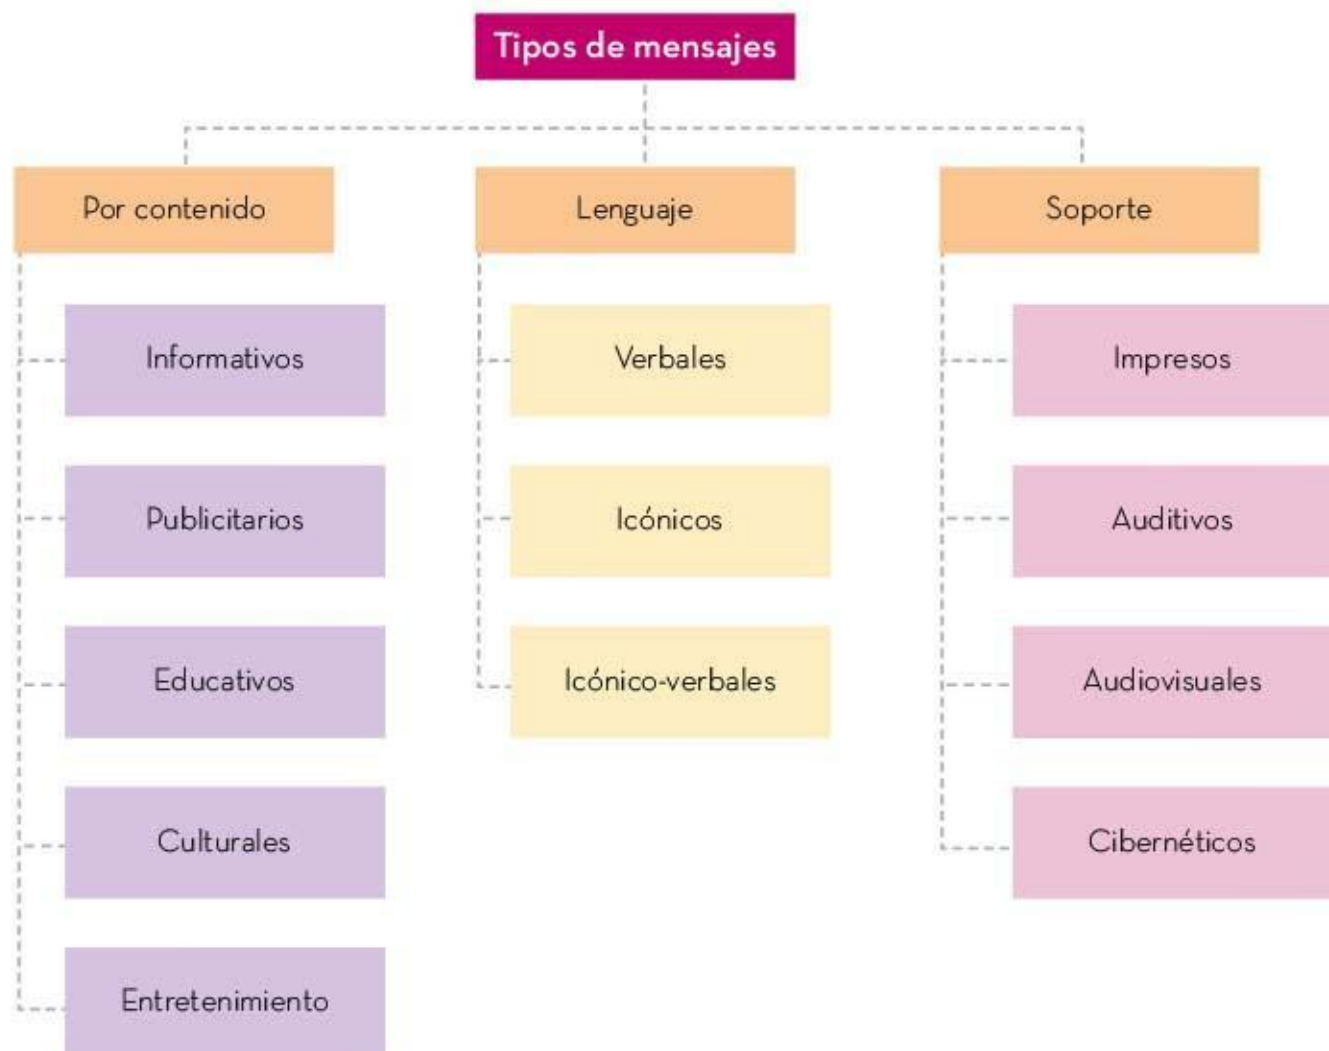 Tipos de mensajes
Por contenido
Informativos
Publicitarios
Educativos
Culturales
Entretenimiento
Lenguaje
Verbales
Icónicos
Icónico-verbales
Soporte
Impresos
Auditivos
Audiovisuales
Cibernéticos